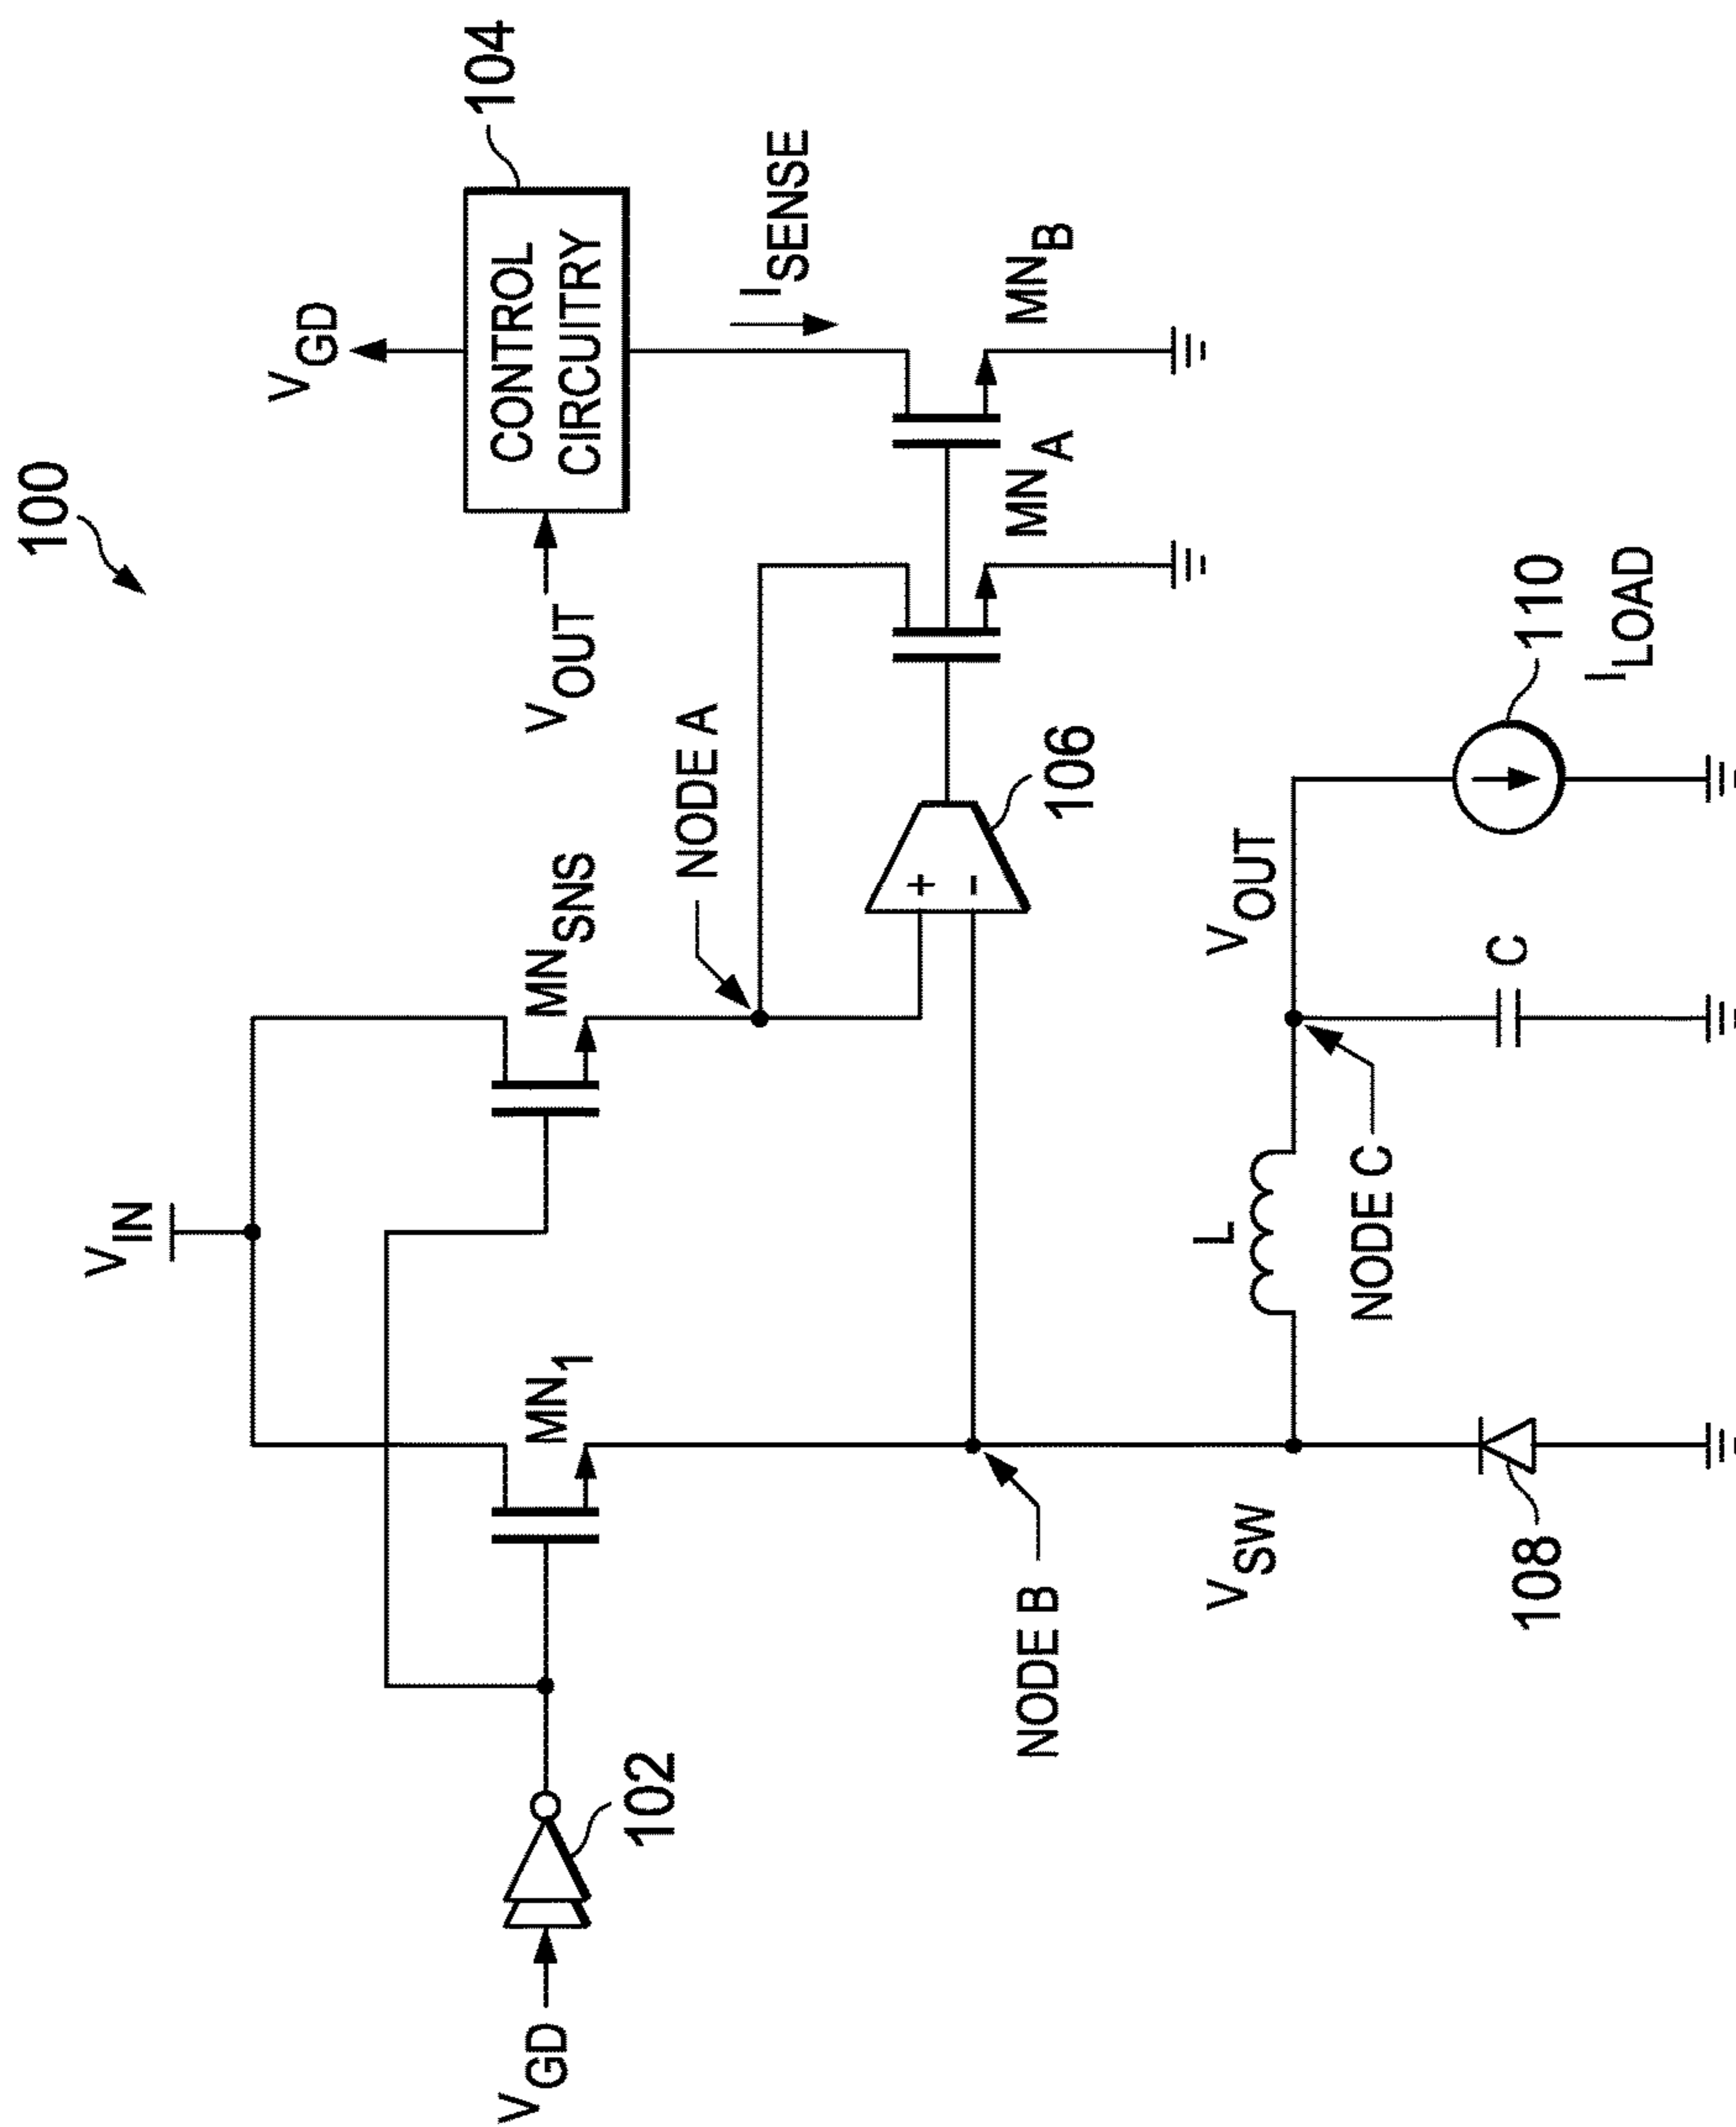 100
V_IN
V_GD
104
CONTROL
CIRCUITRY
V_OUT
I_SENSE
V_GD
102
MN_1
MN_SNS
NODE A
MN_A
MN_B
+
-
106
NODE B
V_SW
L
V_OUT
NODE C
C
108
110
I_LOAD